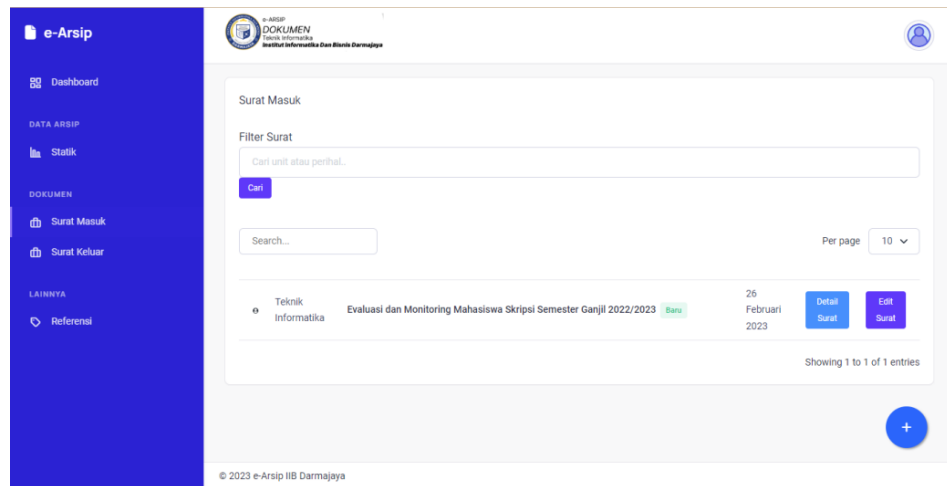 e-Arsip
Dashboard
DATA ARSIP
Statik
DOKUMEN
Surat Masuk
Surat Keluar
LAINNYA
Referensi
e-ARSIP
DOKUMEN
Teknik Informatika
Institut Informatika Dan Bisnis Darmajaya
Surat Masuk
Filter Surat
Cari unit atau perihal..
Cari
Search...
Per page
10
Teknik
Informatika
Evaluasi dan Monitoring Mahasiswa Skripsi Semester Ganjil 2022/2023
Baru
26
Februari
2023
Detail
Surat
Edit
Surat
Showing 1 to 1 of 1 entries
+
© 2023 e-Arsip IIB Darmajaya